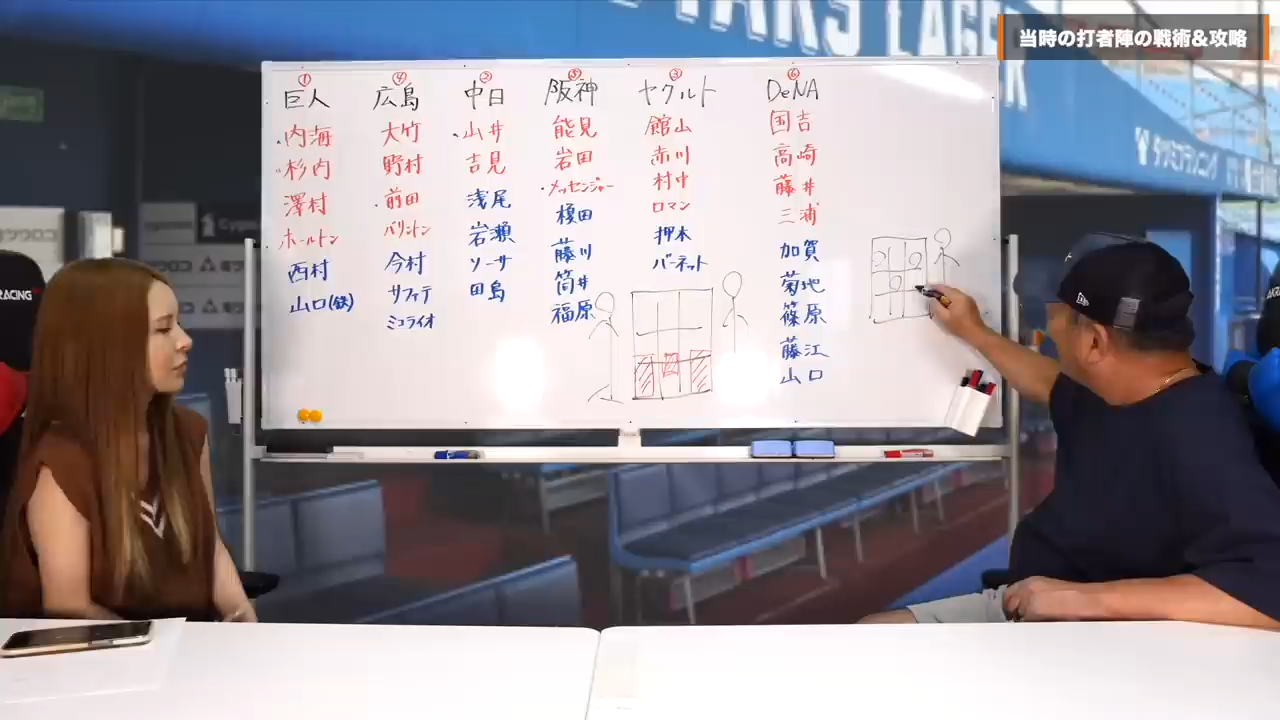 当時の打者陣の戦術&攻略
① 巨人
内海
杉内
澤村
ホールトン
西村
山口(鉄)
④ 広島
大竹
野村
前田
バリントン
今村
サファテ
ミコライオ
② 中日
山井
吉見
浅尾
岩瀬
ソーサ
田島
⑤ 阪神
能見
岩田
メッセンジャー
榎田
藤川
筒井
福原
③ ヤクルト
館山
赤川
村中
ロマン
押本
バーネット
⑥ DeNA
国吉
高崎
藤井
三浦
加賀
菊地
篠原
藤江
山口
RACING